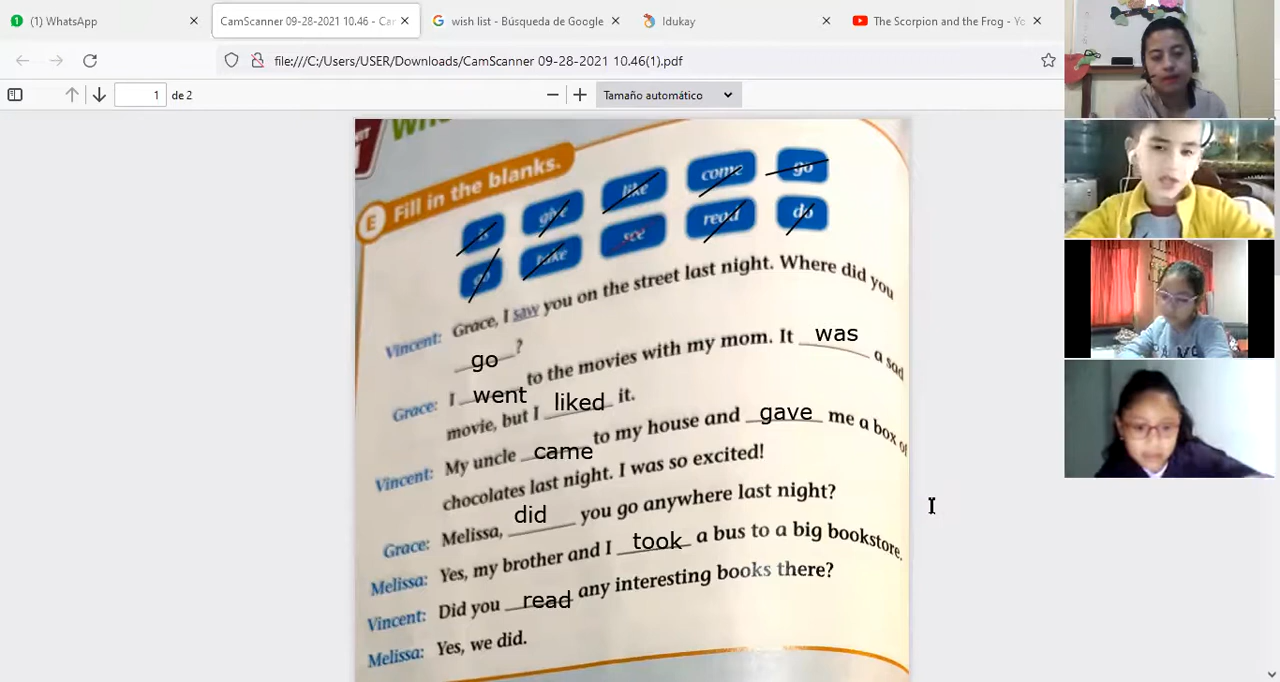 (1) WhatsApp
CamScanner 09-28-2021 10.46 - Ca
wish list - Búsqueda de Google
Idukay
The Scorpion and the Frog - Yo
file:///C:/Users/USER/Downloads/CamScanner 09-28-2021 10.46(1).pdf
1 de 2
Tamaño automático
E Fill in the blanks.
is give like come go
go take see read do
Vincent: Grace, I saw you on the street last night. Where did you
go ?
Grace: I went to the movies with my mom. It was a sad
movie, but I liked it.
Vincent: My uncle came to my house and gave me a box of
chocolates last night. I was so excited!
Grace: Melissa, did you go anywhere last night?
Melissa: Yes, my brother and I took a bus to a big bookstore.
Vincent: Did you read any interesting books there?
Melissa: Yes, we did.